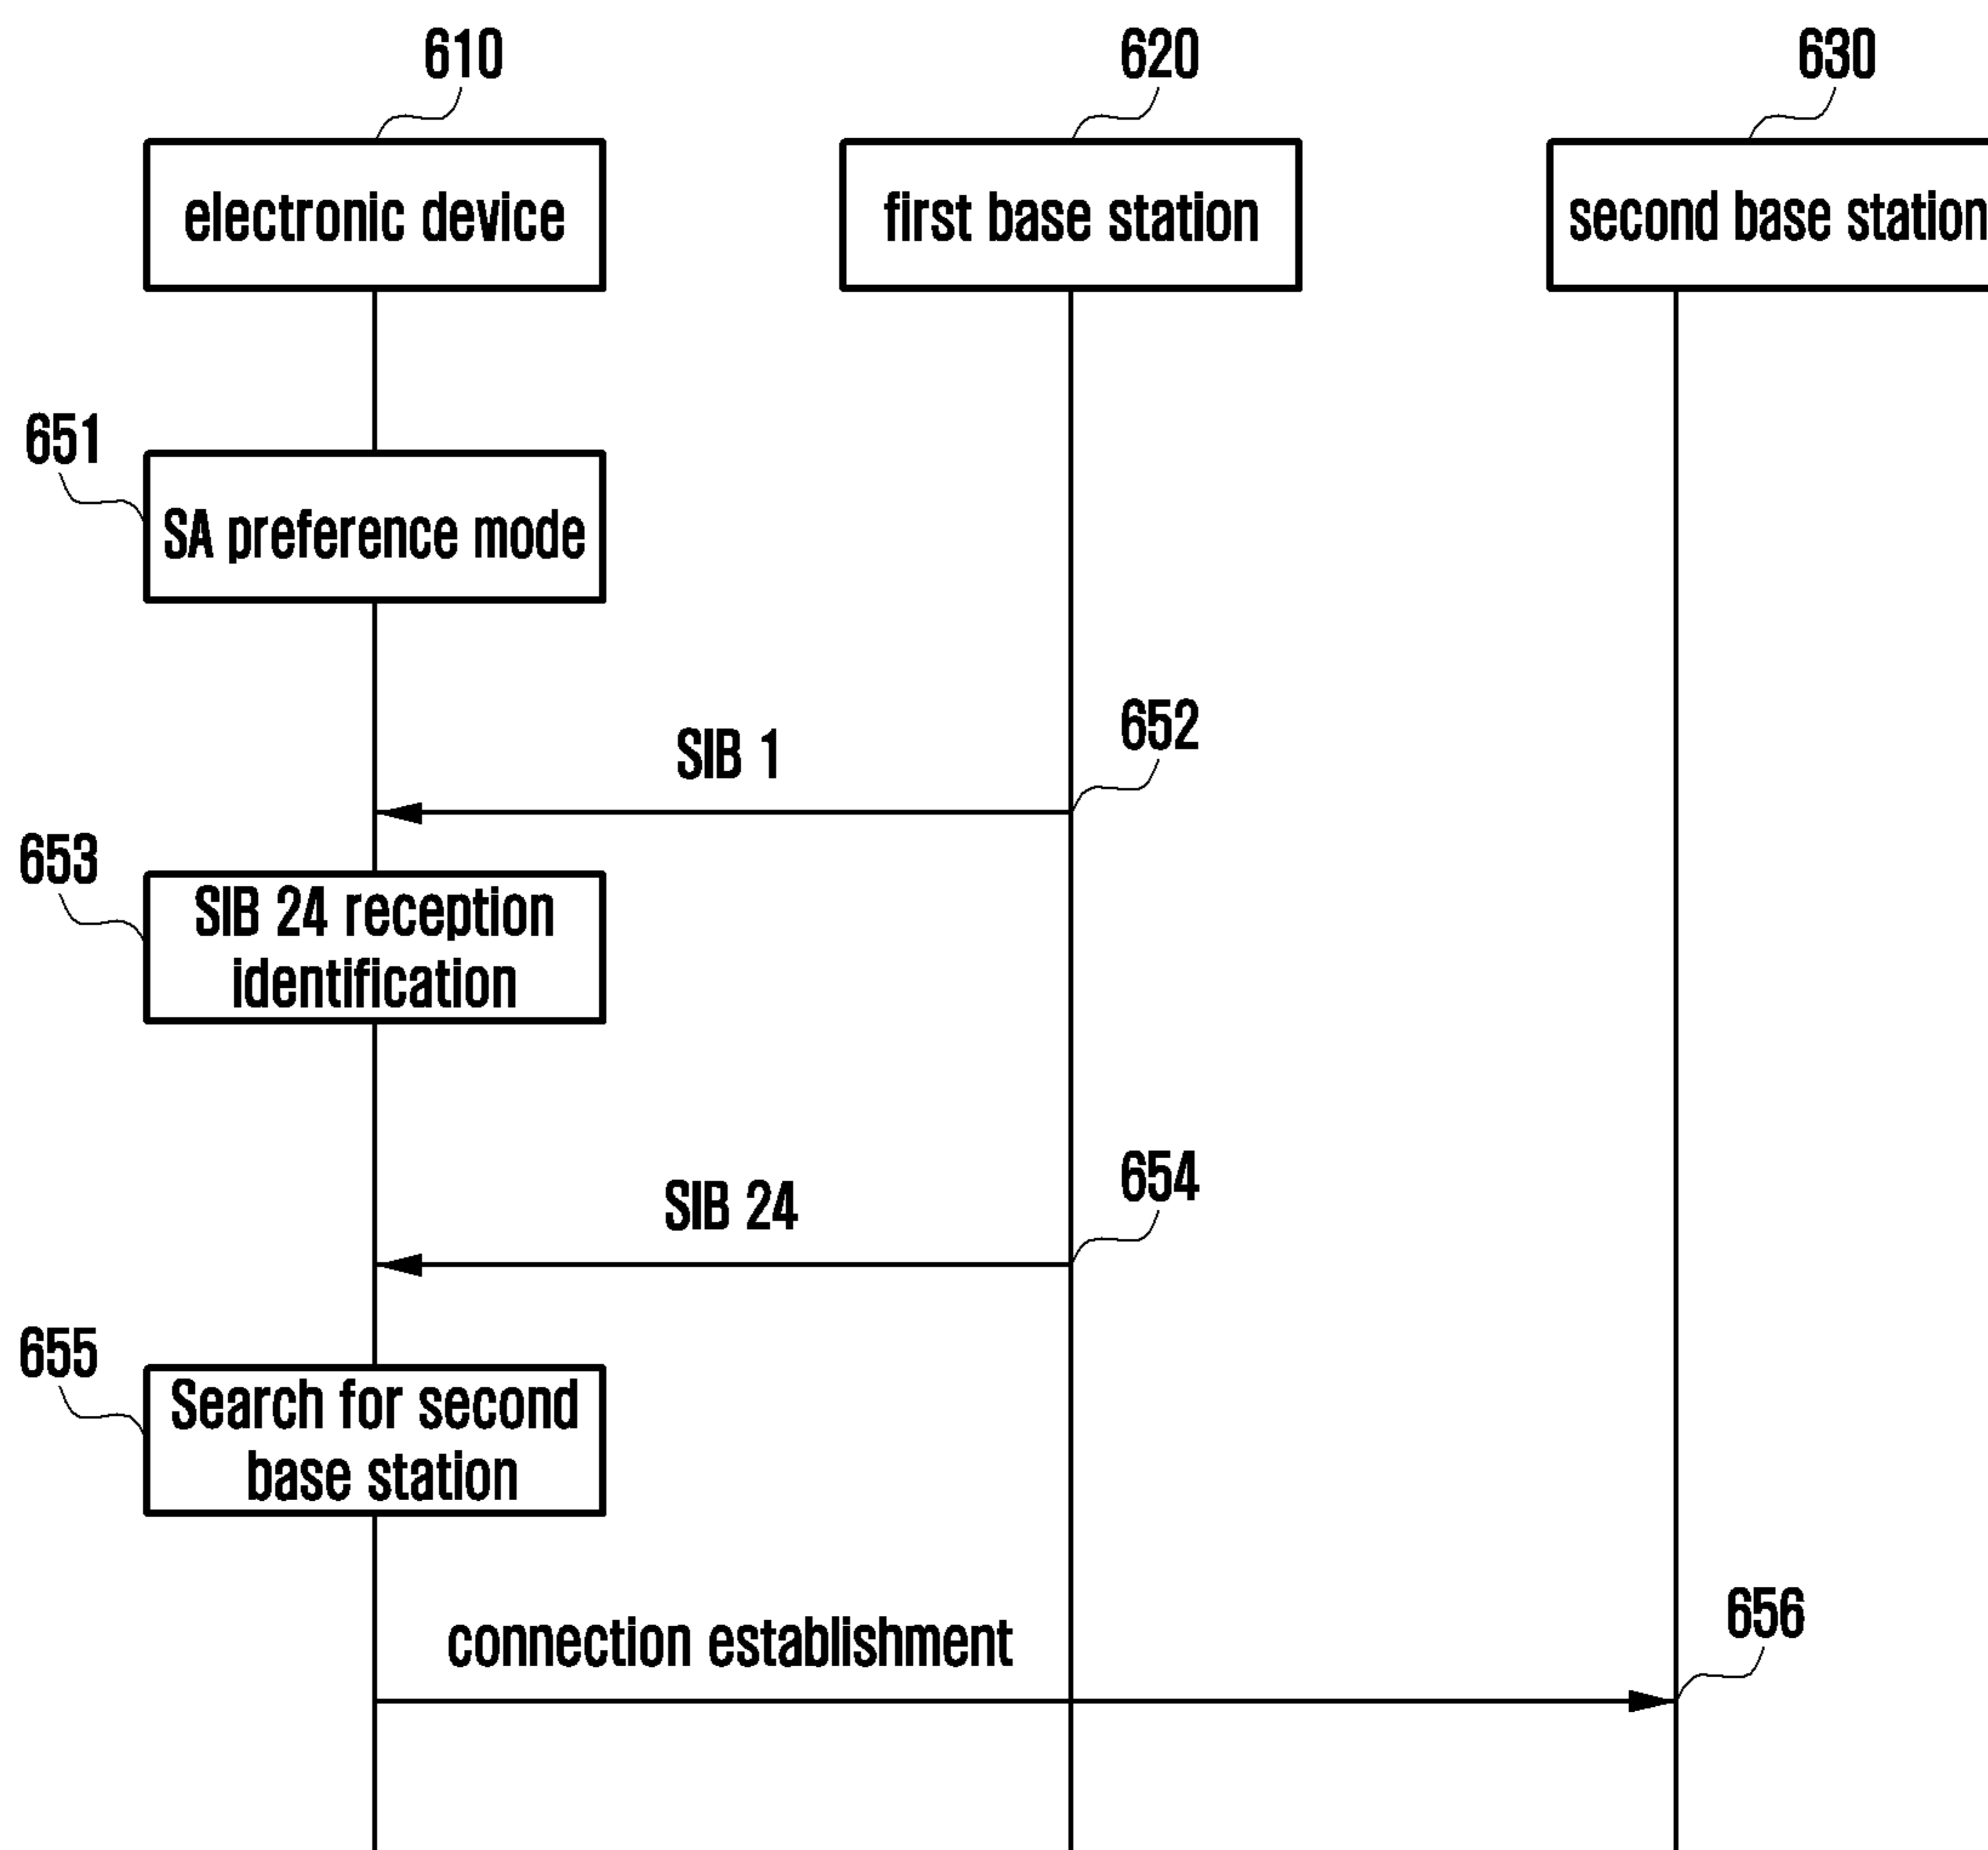 610
620
630
electronic device
first base station
second base station
651
SA preference mode
SIB 1
652
653
SIB 24 reception
identification
SIB 24
654
655
Search for second
base station
connection establishment
656